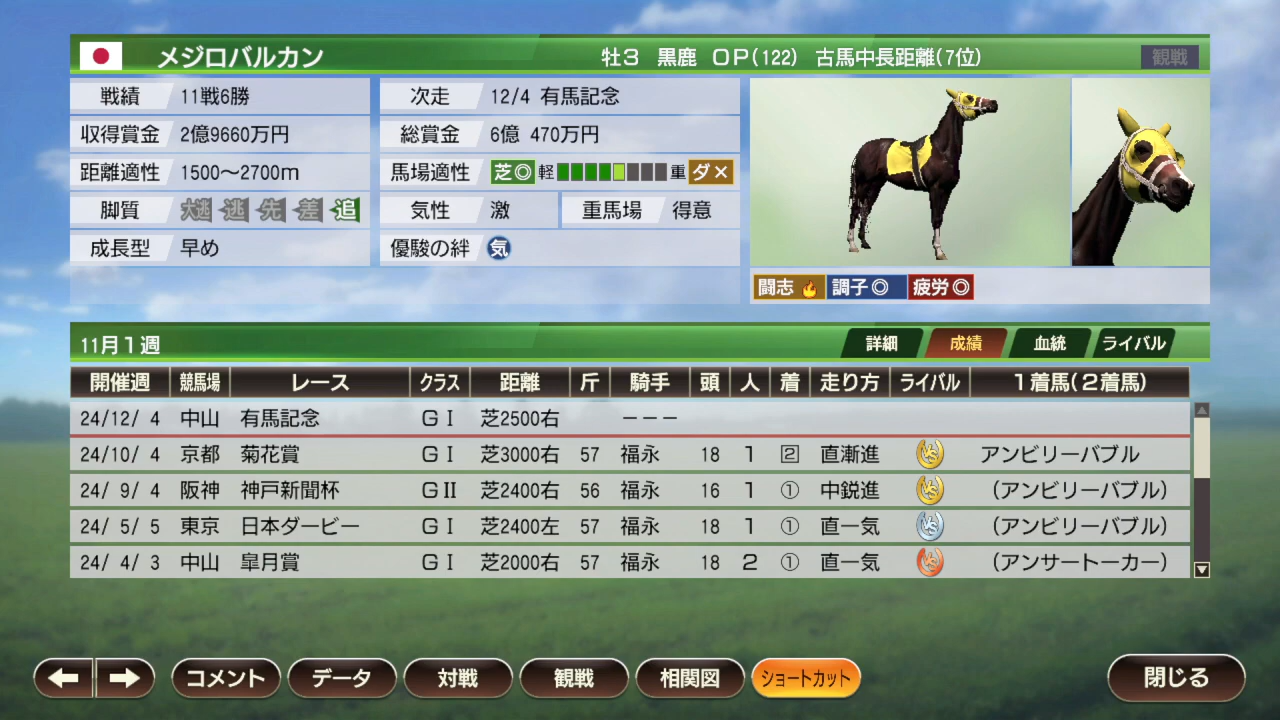 メジロバルカン 牡3 黒鹿 OP(122) 古馬中長距離(7位) 観戦
戦績 11戦6勝 次走 12/4 有馬記念
収得賞金 2億9660万円 総賞金 6億 470万円
距離適性 1500〜2700m 馬場適性 芝◎ 軽 重 ダ×
脚質 大逃 逃 先 差 追 気性 激 重馬場 得意
成長型 早め 優駿の絆 気
闘志 調子◎ 疲労◎
11月1週 詳細 成績 血統 ライバル
開催週 競馬場 レース クラス 距離 斤 騎手 頭 人 着 走り方 ライバル 1着馬(2着馬)
24/12/ 4 中山 有馬記念 GⅠ 芝2500右 −−−
24/10/ 4 京都 菊花賞 GⅠ 芝3000右 57 福永 18 1 2 直漸進 VS アンビリーバブル
24/ 9/ 4 阪神 神戸新聞杯 GⅡ 芝2400右 56 福永 16 1 ① 中鋭進 VS (アンビリーバブル)
24/ 5/ 5 東京 日本ダービー GⅠ 芝2400左 57 福永 18 1 ① 直一気 VS (アンビリーバブル)
24/ 4/ 3 中山 皐月賞 GⅠ 芝2000右 57 福永 18 2 ① 直一気 VS (アンサートーカー)
コメント データ 対戦 観戦 相関図 ショートカット 閉じる